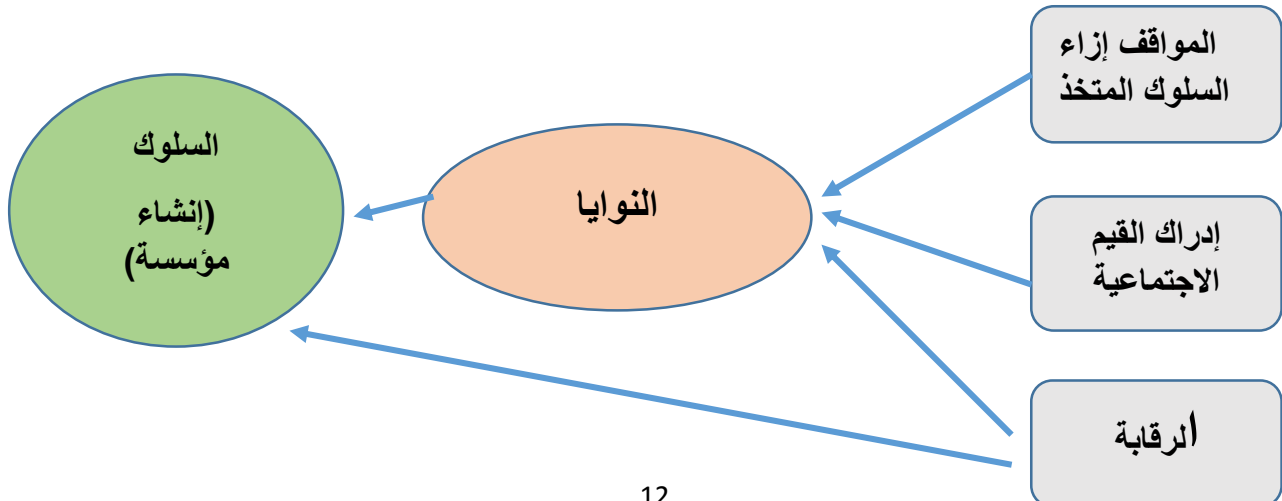 المواقف إزاء
السلوك المتخذ
السلوك
(إنشاء
مؤسسة)
النوايا
إدراك القيم
الاجتماعية
الرقابة
12